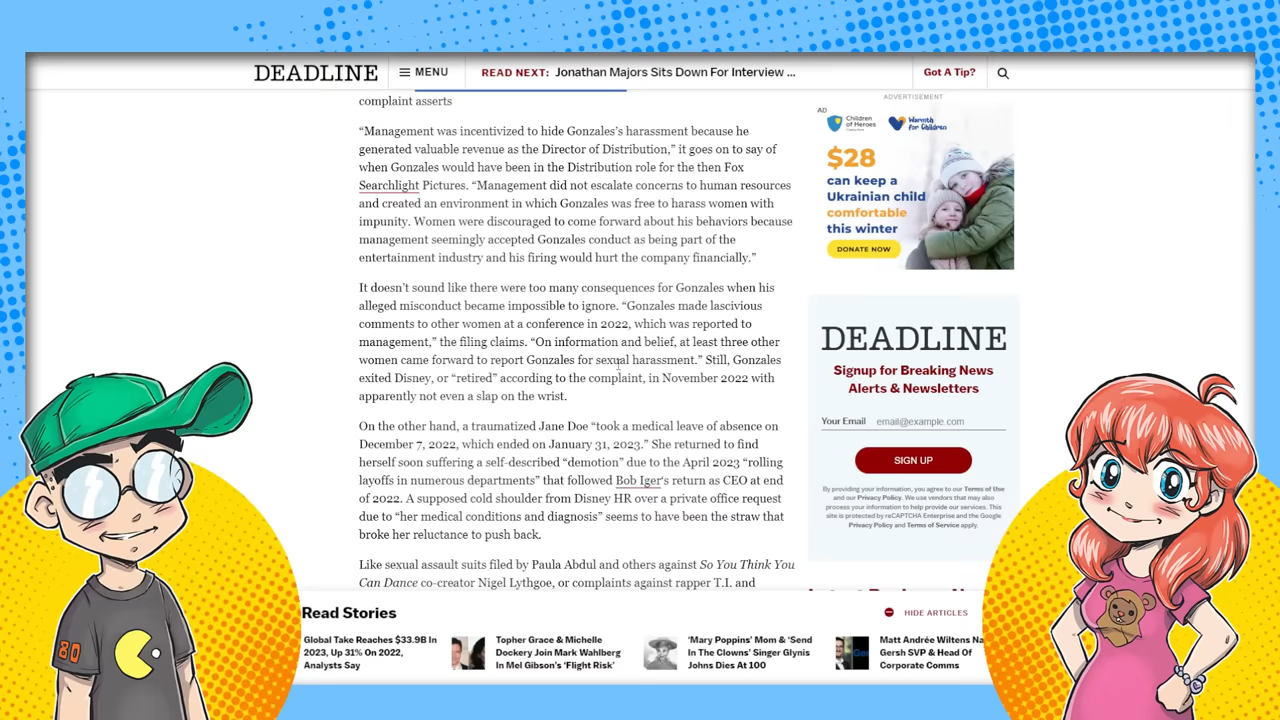 DEADLINE
MENU
READ NEXT: Jonathan Majors Sits Down For Interview ...
Got A Tip?
complaint asserts
“Management was incentivized to hide Gonzales’s harassment because he
generated valuable revenue as the Director of Distribution,” it goes on to say of
when Gonzales would have been in the Distribution role for the then Fox
Searchlight Pictures. “Management did not escalate concerns to human resources
and created an environment in which Gonzales was free to harass women with
impunity. Women were discouraged to come forward about his behaviors because
management seemingly accepted Gonzales conduct as being part of the
entertainment industry and his firing would hurt the company financially.”
It doesn’t sound like there were too many consequences for Gonzales when his
alleged misconduct became impossible to ignore. “Gonzales made lascivious
comments to other women at a conference in 2022, which was reported to
management,” the filing claims. “On information and belief, at least three other
women came forward to report Gonzales for sexual harassment.” Still, Gonzales
exited Disney, or “retired” according to the complaint, in November 2022 with
apparently not even a slap on the wrist.
On the other hand, a traumatized Jane Doe “took a medical leave of absence on
December 7, 2022, which ended on January 31, 2023.” She returned to find
herself soon suffering a self-described “demotion” due to the April 2023 “rolling
layoffs in numerous departments” that followed Bob Iger‘s return as CEO at end
of 2022. A supposed cold shoulder from Disney HR over a private office request
due to “her medical conditions and diagnosis” seems to have been the straw that
broke her reluctance to push back.
Like sexual assault suits filed by Paula Abdul and others against So You Think You
Can Dance co-creator Nigel Lythgoe, or complaints against rapper T.I. and
ADVERTISEMENT
AD
Children
of Heroes
Warmth
for Children
$28
can keep a
Ukrainian child
comfortable
this winter
DONATE NOW
DEADLINE
Signup for Breaking News
Alerts & Newsletters
Your Email email@example.com
SIGN UP
By providing your information, you agree to our Terms of Use
and our Privacy Policy. We use vendors that may also
process your information to help provide our services. This
site is protected by reCAPTCHA Enterprise and the Google
Privacy Policy and Terms of Service apply.
Read Stories
HIDE ARTICLES
Global Take Reaches $33.9B In
2023, Up 31% On 2022,
Analysts Say
Topher Grace & Michelle
Dockery Join Mark Wahlberg
In Mel Gibson’s ‘Flight Risk’
‘Mary Poppins’ Mom & ‘Send
In The Clowns’ Singer Glynis
Johns Dies At 100
Matt Andrée Wiltens Na
Gersh SVP & Head Of
Corporate Comms
80